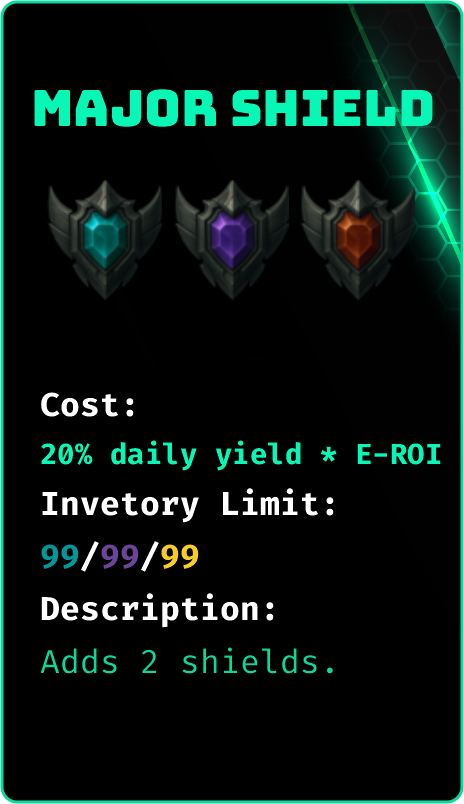 MAJOR SHIELD
Cost:
20% daily yield * E-ROI
Invetory Limit:
99/99/99
Description:
Adds 2 shields.